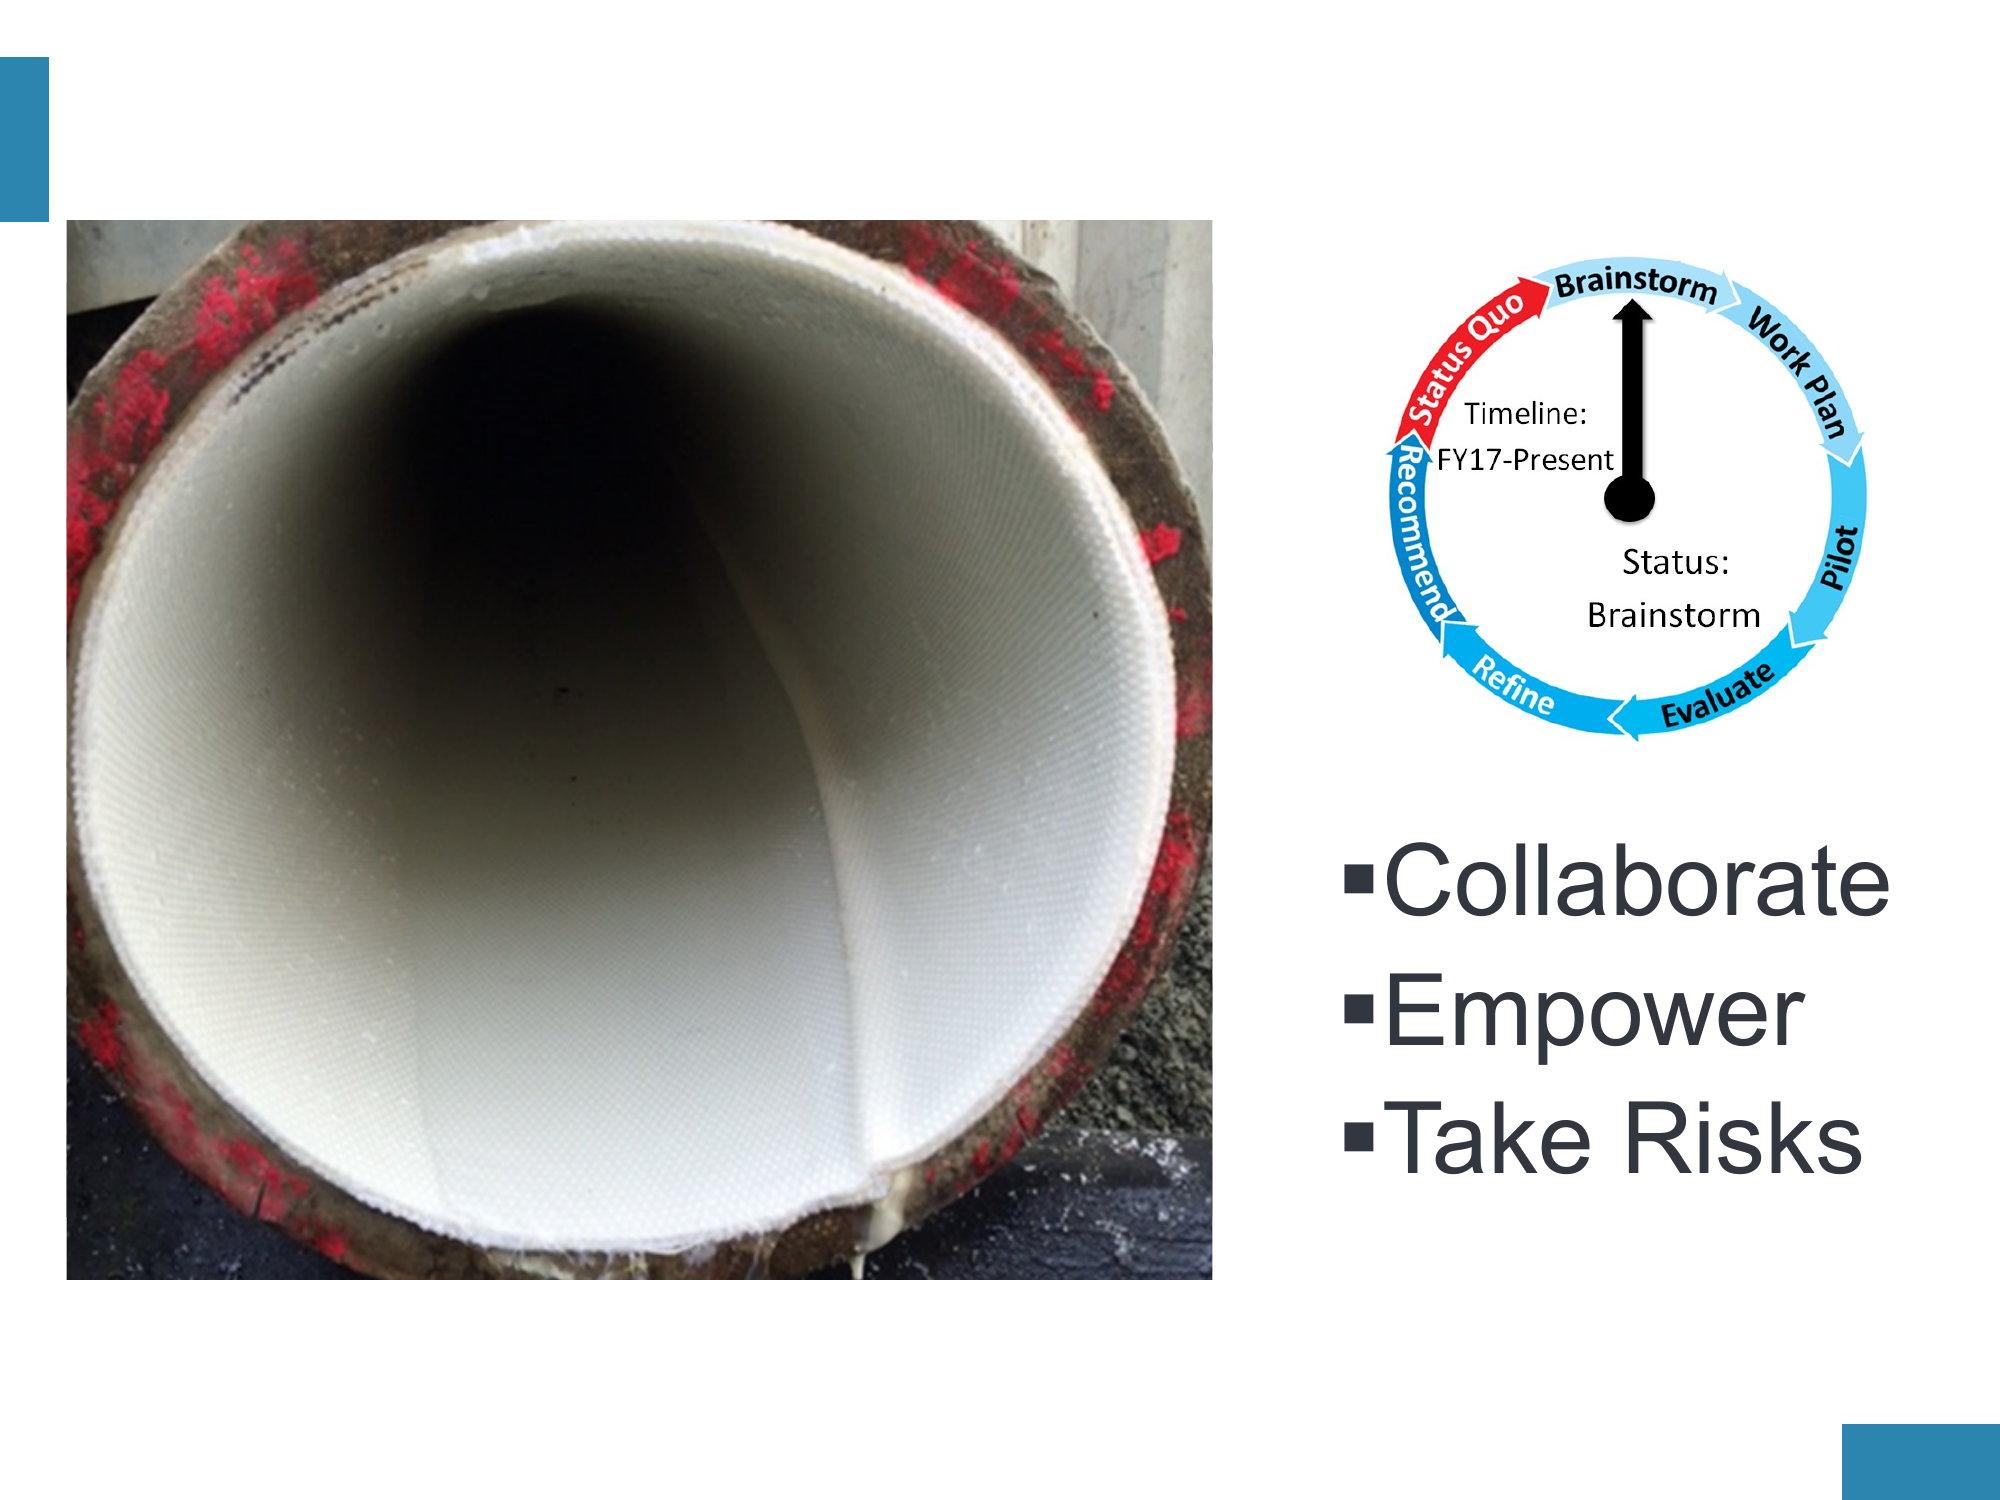 Brainstorm
Work Plan
Pilot
Evaluate
Refine
Recommend
Status Quo
Timeline:
FY17-Present
Status:
Brainstorm
▪Collaborate
▪Empower
▪Take Risks